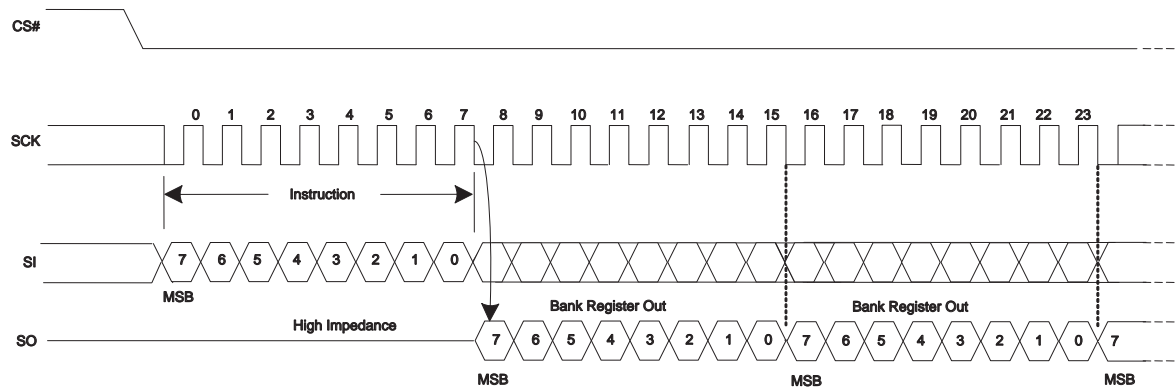 CS#
0 1 2 3 4 5 6 7 8 9 10 11 12 13 14 15 16 17 18 19 20 21 22 23
SCK
Instruction
SI 7 6 5 4 3 2 1 0
MSB
Bank Register Out Bank Register Out
High Impedance
SO 7 6 5 4 3 2 1 0 7 6 5 4 3 2 1 0 7
MSB MSB MSB